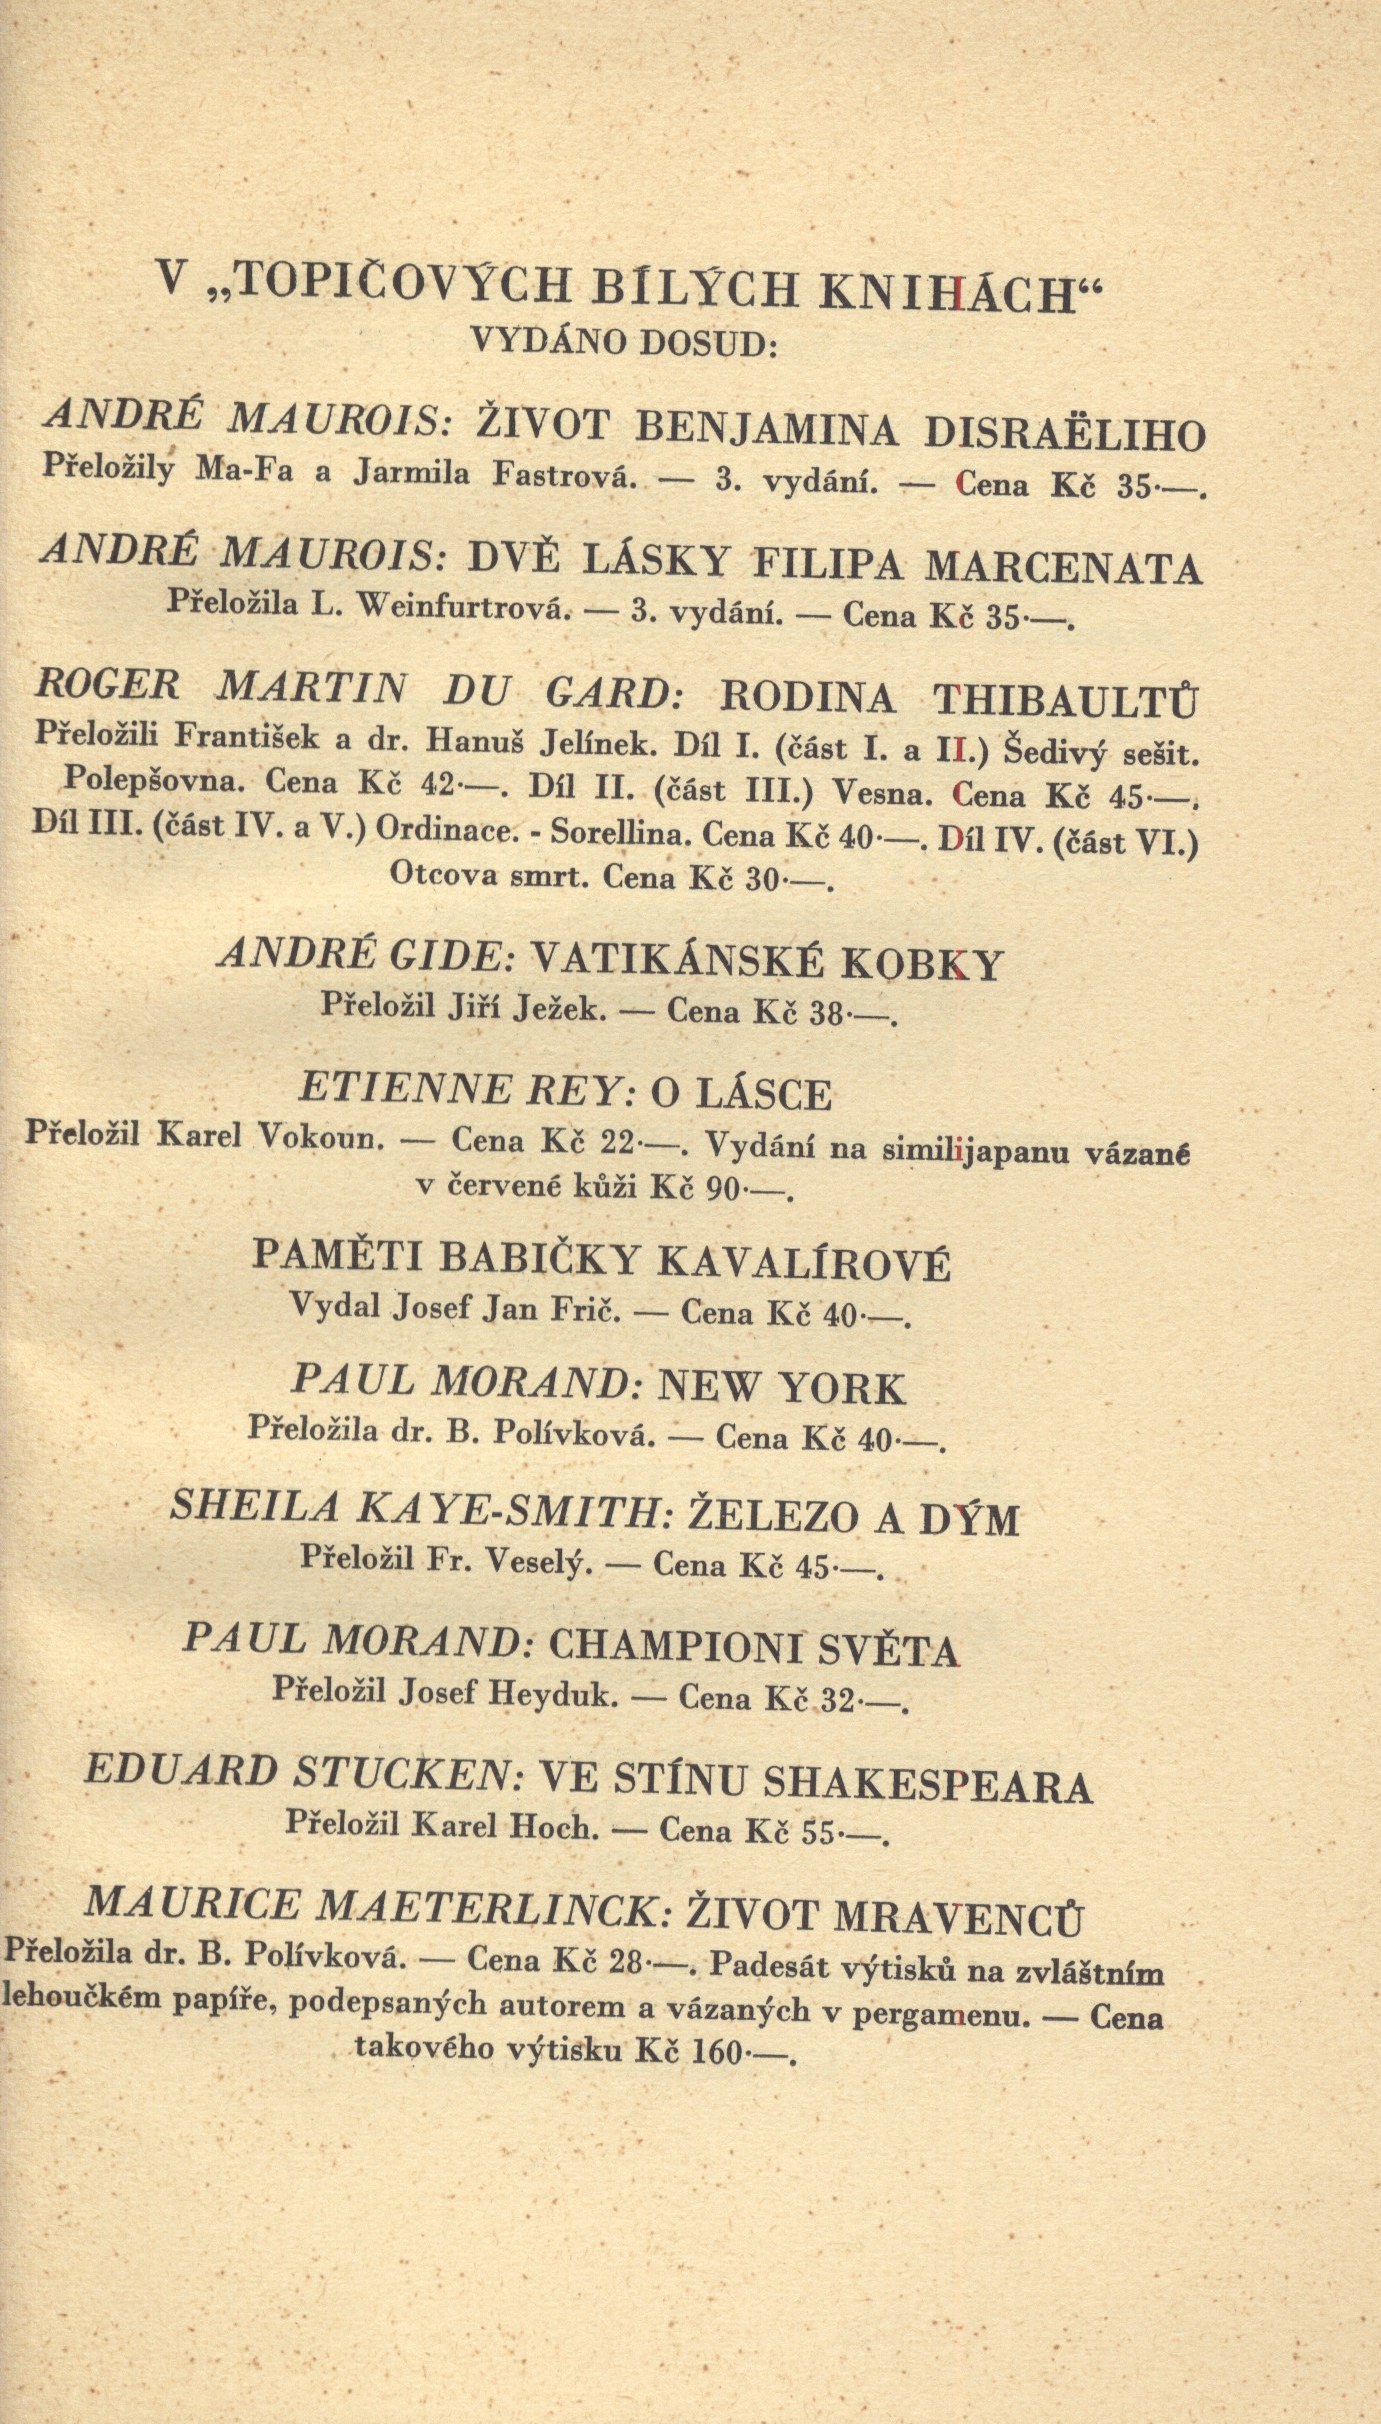 V „TOPIČOVÝCH BÍLÝCH KNIHÁCH“
VYDÁNO DOSUD:
ANDRÉ MAUROIS: ŽIVOT BENJAMINA DISRAËLIHO
Přeložily Ma-Fa a Jarmila Fastrová. — 3. vydání. — Cena Kč 35·—.
ANDRÉ MAUROIS: DVĚ LÁSKY FILIPA MARCENATA
Přeložila L. Weinfurtrová. — 3. vydání. — Cena Kč 35·—.
ROGER MARTIN DU GARD: RODINA THIBAULTŮ
Přeložili František a dr. Hanuš Jelínek. Díl I. (část I. a II.) Šedivý sešit.
Polepšovna. Cena Kč 42·—. Díl II. (část III.) Vesna. Cena Kč 45·—.
Díl III. (část IV. a V.) Ordinace. - Sorellina. Cena Kč 40·—. Díl IV. (část VI.)
Otcova smrt. Cena Kč 30·—.
ANDRÉ GIDE: VATIKÁNSKÉ KOBKY
Přeložil Jiří Ježek. — Cena Kč 38·—.
ETIENNE REY: O LÁSCE
Přeložil Karel Vokoun. — Cena Kč 22·—. Vydání na similijapanu vázané
v červené kůži Kč 90·—.
PAMĚTI BABIČKY KAVALÍROVÉ
Vydal Josef Jan Frič. — Cena Kč 40·—.
PAUL MORAND: NEW YORK
Přeložila dr. B. Polívková. — Cena Kč 40·—.
SHEILA KAYE-SMITH: ŽELEZO A DÝM
Přeložil Fr. Veselý. — Cena Kč 45·—.
PAUL MORAND: CHAMPIONI SVĚTA
Přeložil Josef Heyduk. — Cena Kč 32·—.
EDUARD STUCKEN: VE STÍNU SHAKESPEARA
Přeložil Karel Hoch. — Cena Kč 55·—.
MAURICE MAETERLINCK: ŽIVOT MRAVENCŮ
Přeložila dr. B. Polívková. — Cena Kč 28·—. Padesát výtisků na zvláštním
lehoučkém papíře, podepsaných autorem a vázaných v pergamenu. — Cena
takového výtisku Kč 160·—.